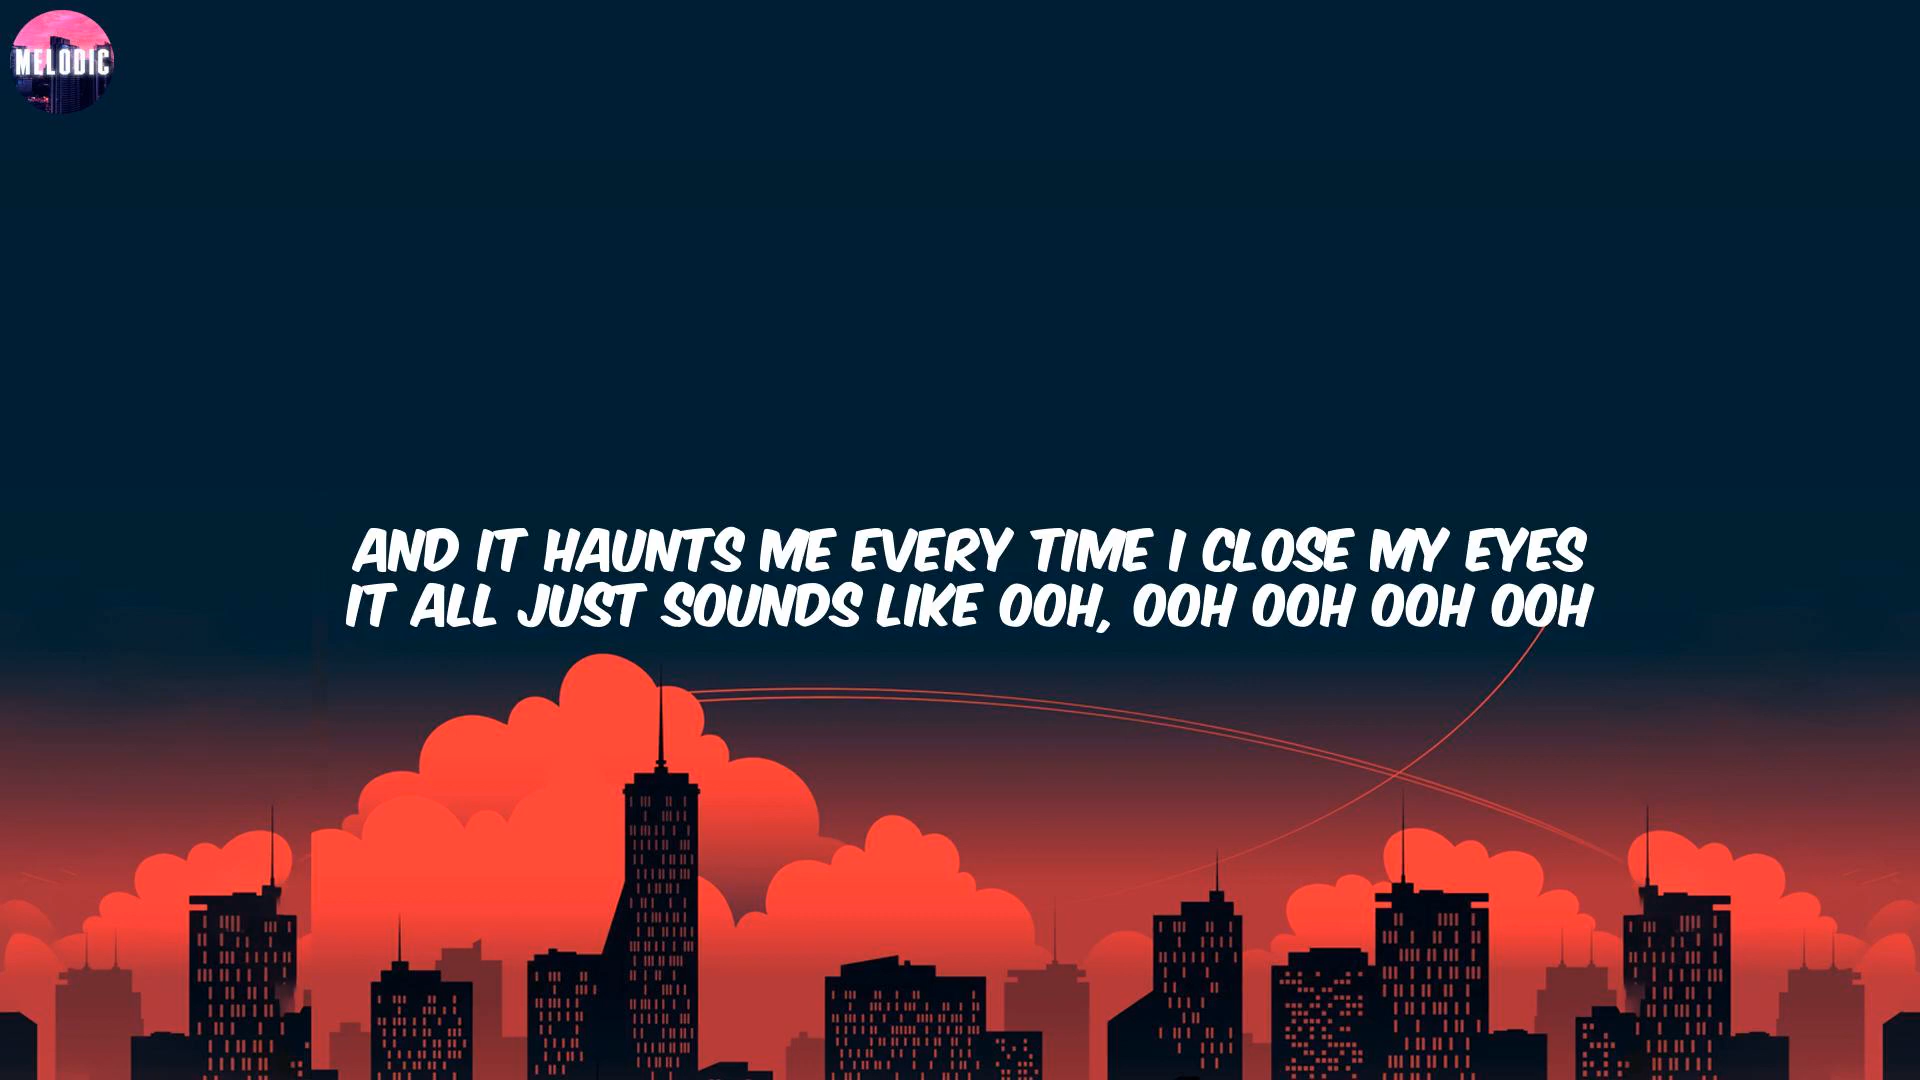 MELODIC
AND IT HAUNTS ME EVERY TIME I CLOSE MY EYES
IT ALL JUST SOUNDS LIKE OOH, OOH OOH OOH OOH